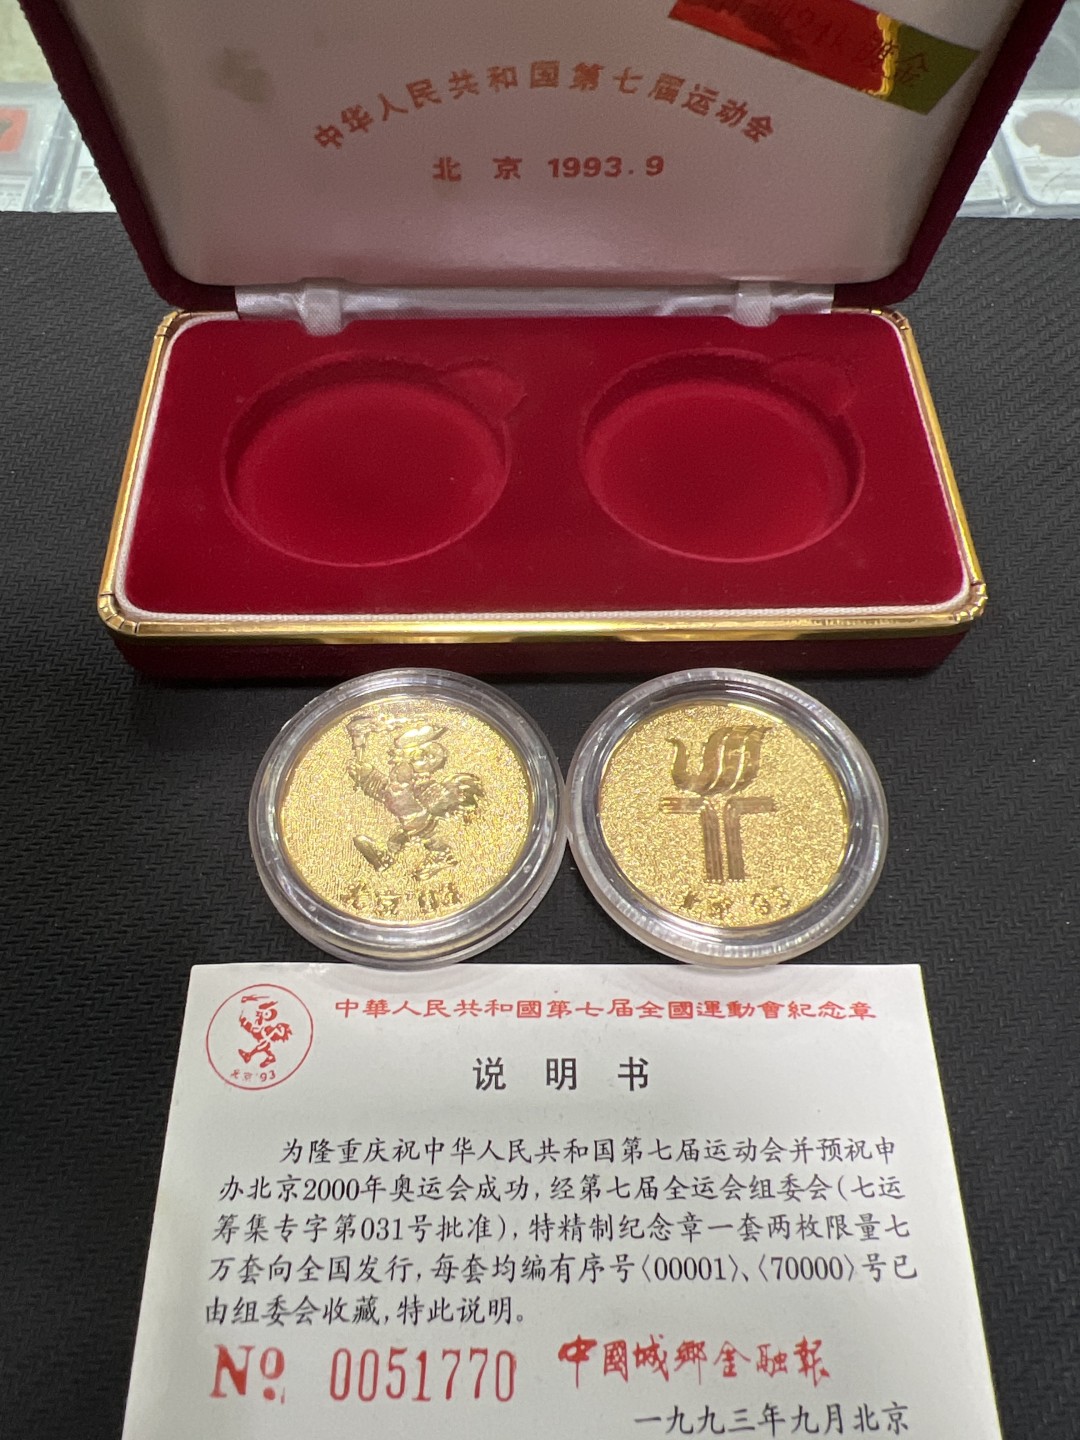 中华人民共和国第七届运动会
北京 1993.9
北京'93
中華人民共和國第七届全國運動會紀念章
北京'93
说明书
为隆重庆祝中华人民共和国第七届运动会并预祝申
办北京2000年奥运会成功,经第七届全运会组委会(七运
筹集专字第031号批准),特精制纪念章一套两枚限量七
万套向全国发行,每套均编有序号〈00001〉、〈70000〉号已
由组委会收藏,特此说明。
No. 0051770
中國城鄉金融報
一九九三年九月北京